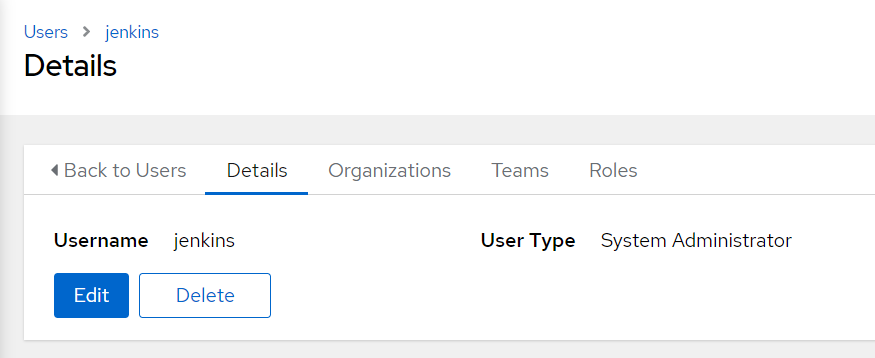 Users > jenkins
Details
Back to Users Details Organizations Teams Roles
Username jenkins User Type System Administrator
Edit Delete